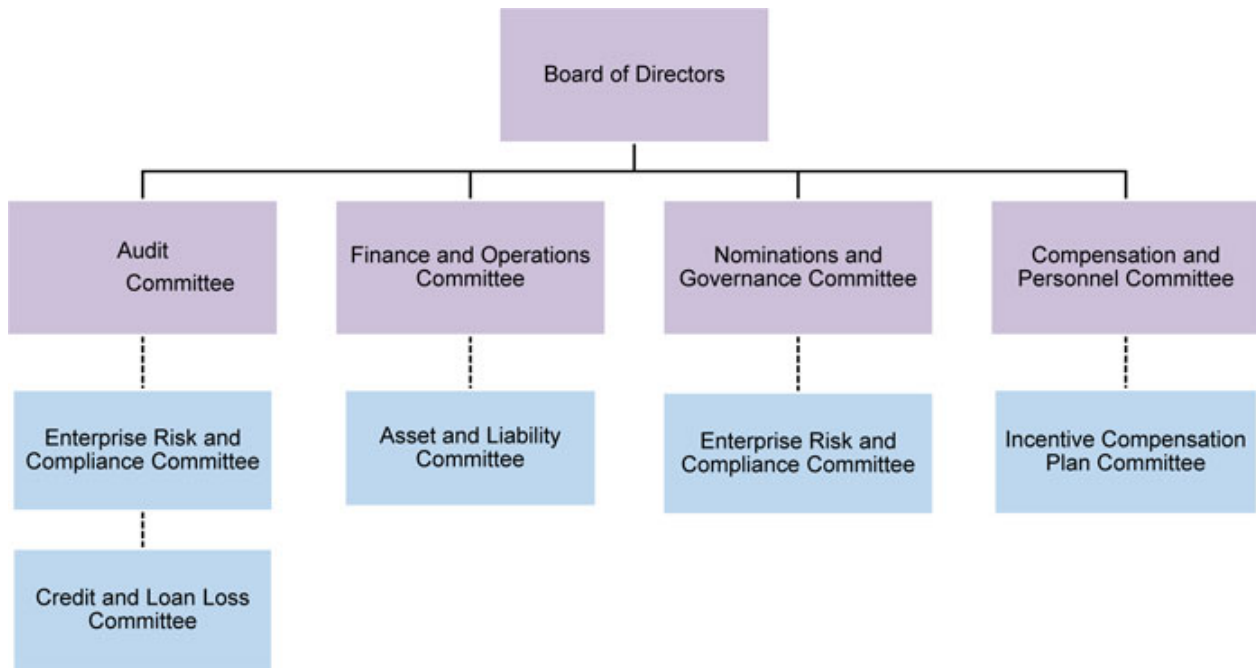 Board of Directors
Audit
Committee
Finance and Operations
Committee
Nominations and
Governance Committee
Compensation and
Personnel Committee
Enterprise Risk and
Compliance Committee
Asset and Liability
Committee
Enterprise Risk and
Compliance Committee
Incentive Compensation
Plan Committee
Credit and Loan Loss
Committee